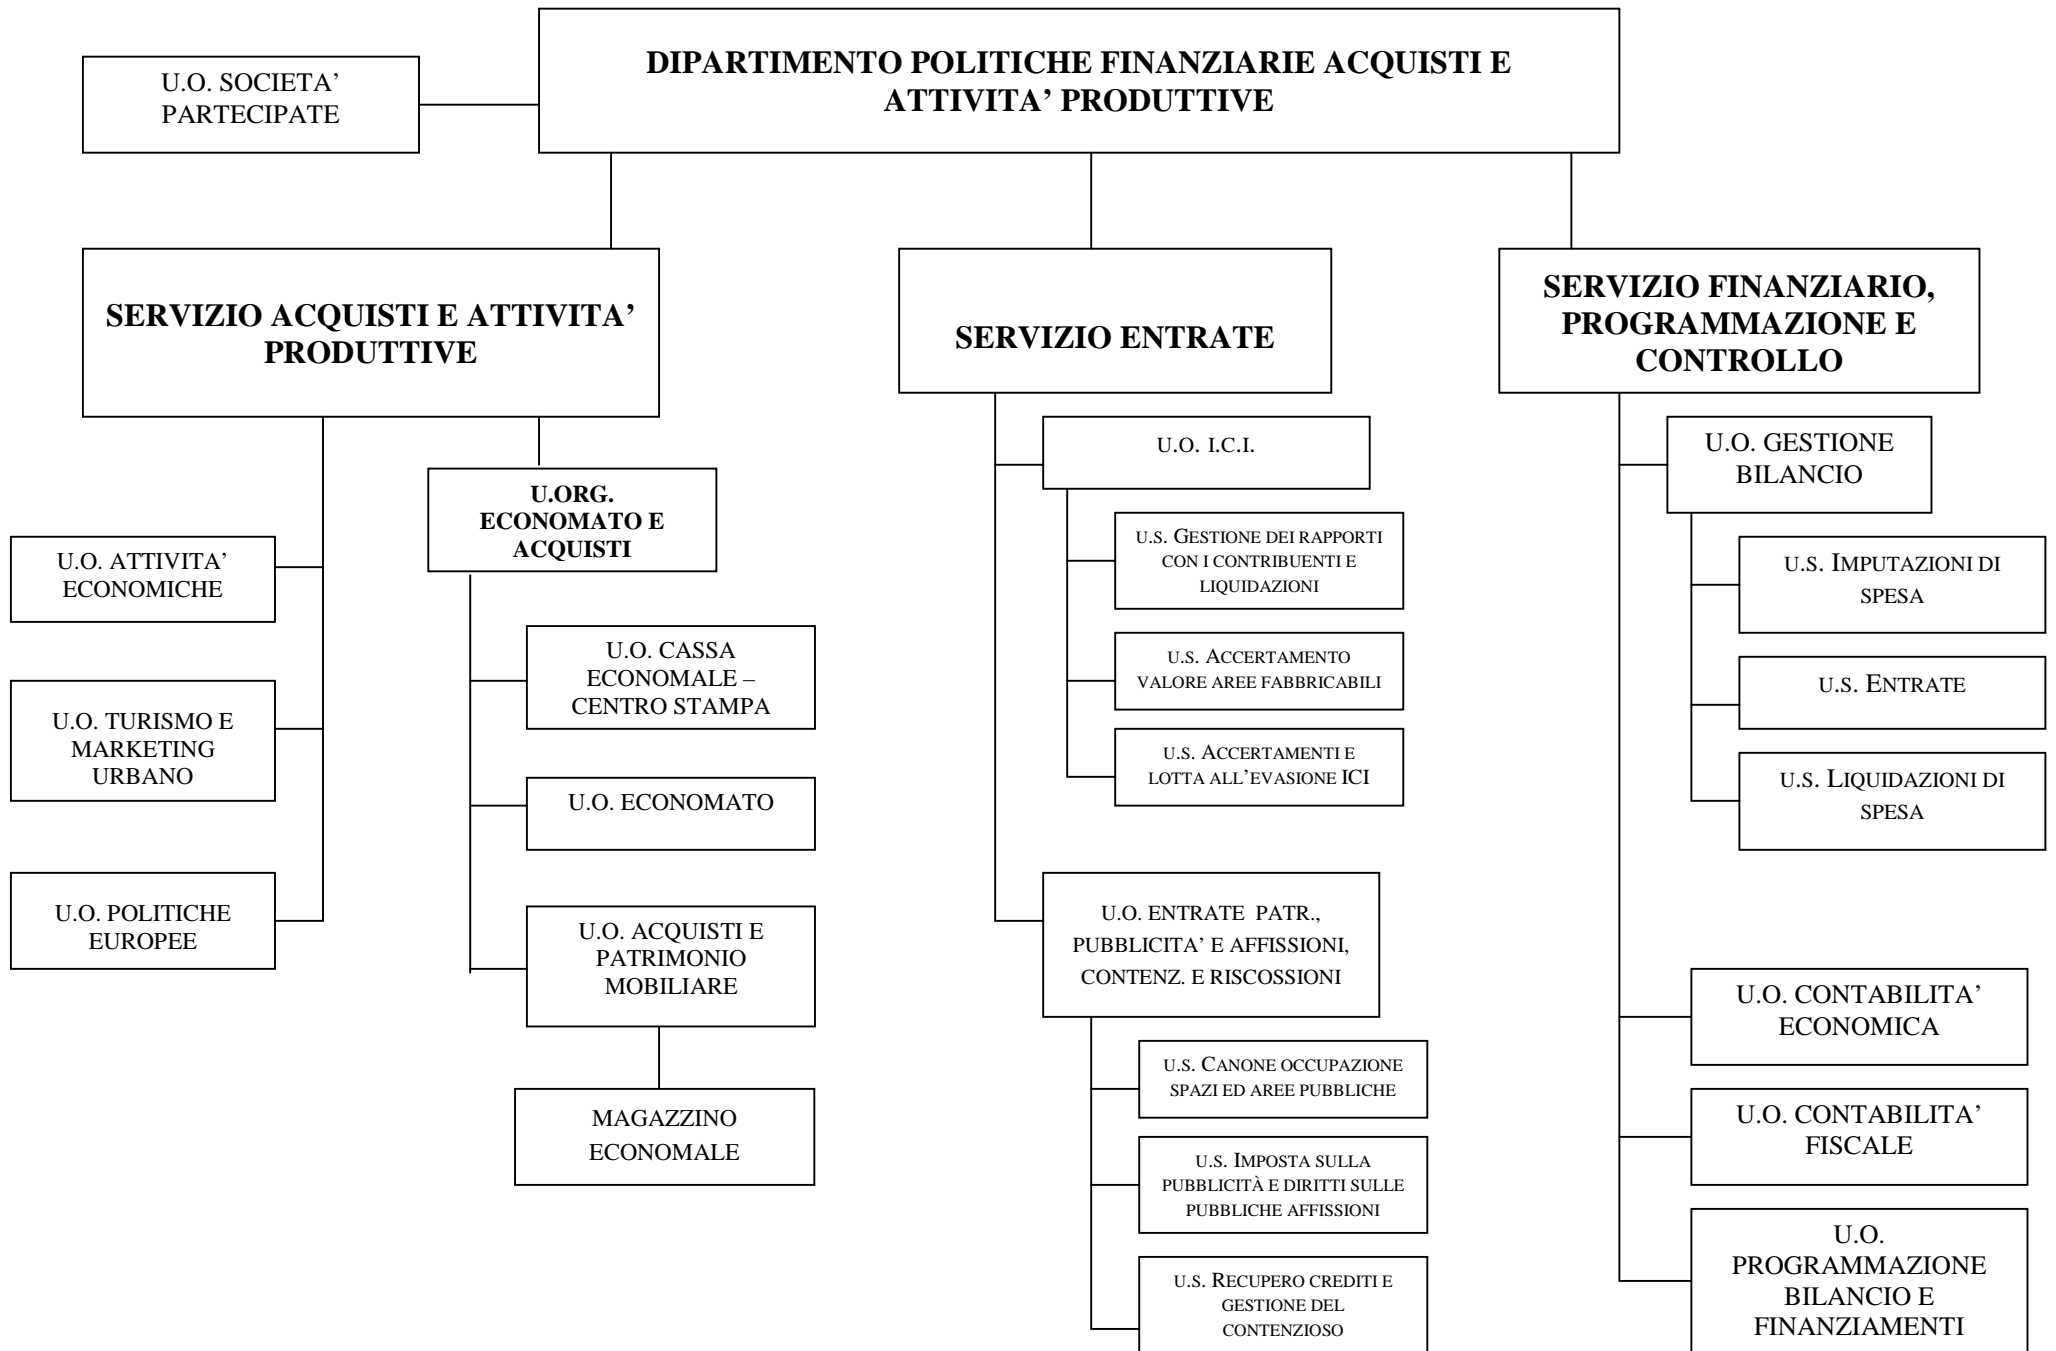 DIPARTIMENTO POLITICHE FINANZIARIE ACQUISTI E
ATTIVITA’ PRODUTTIVE
U.O. SOCIETA’
PARTECIPATE
SERVIZIO ACQUISTI E ATTIVITA’
PRODUTTIVE
U.O. ATTIVITA’
ECONOMICHE
U.O. TURISMO E
MARKETING
URBANO
U.O. POLITICHE
EUROPEE
U.ORG.
ECONOMATO E
ACQUISTI
U.O. CASSA
ECONOMALE –
CENTRO STAMPA
U.O. ECONOMATO
U.O. ACQUISTI E
PATRIMONIO
MOBILIARE
MAGAZZINO
ECONOMALE
SERVIZIO ENTRATE
U.O. I.C.I.
U.S. GESTIONE DEI RAPPORTI
CON I CONTRIBUENTI E
LIQUIDAZIONI
U.S. ACCERTAMENTO
VALORE AREE FABBRICABILI
U.S. ACCERTAMENTI E
LOTTA ALL’EVASIONE ICI
U.O. ENTRATE PATR.,
PUBBLICITA’ E AFFISSIONI,
CONTENZ. E RISCOSSIONI
U.S. CANONE OCCUPAZIONE
SPAZI ED AREE PUBBLICHE
U.S. IMPOSTA SULLA
PUBBLICITÀ E DIRITTI SULLE
PUBBLICHE AFFISSIONI
U.S. RECUPERO CREDITI E
GESTIONE DEL
CONTENZIOSO
SERVIZIO FINANZIARIO,
PROGRAMMAZIONE E
CONTROLLO
U.O. GESTIONE
BILANCIO
U.S. IMPUTAZIONI DI
SPESA
U.S. ENTRATE
U.S. LIQUIDAZIONI DI
SPESA
U.O. CONTABILITA’
ECONOMICA
U.O. CONTABILITA’
FISCALE
U.O.
PROGRAMMAZIONE
BILANCIO E
FINANZIAMENTI